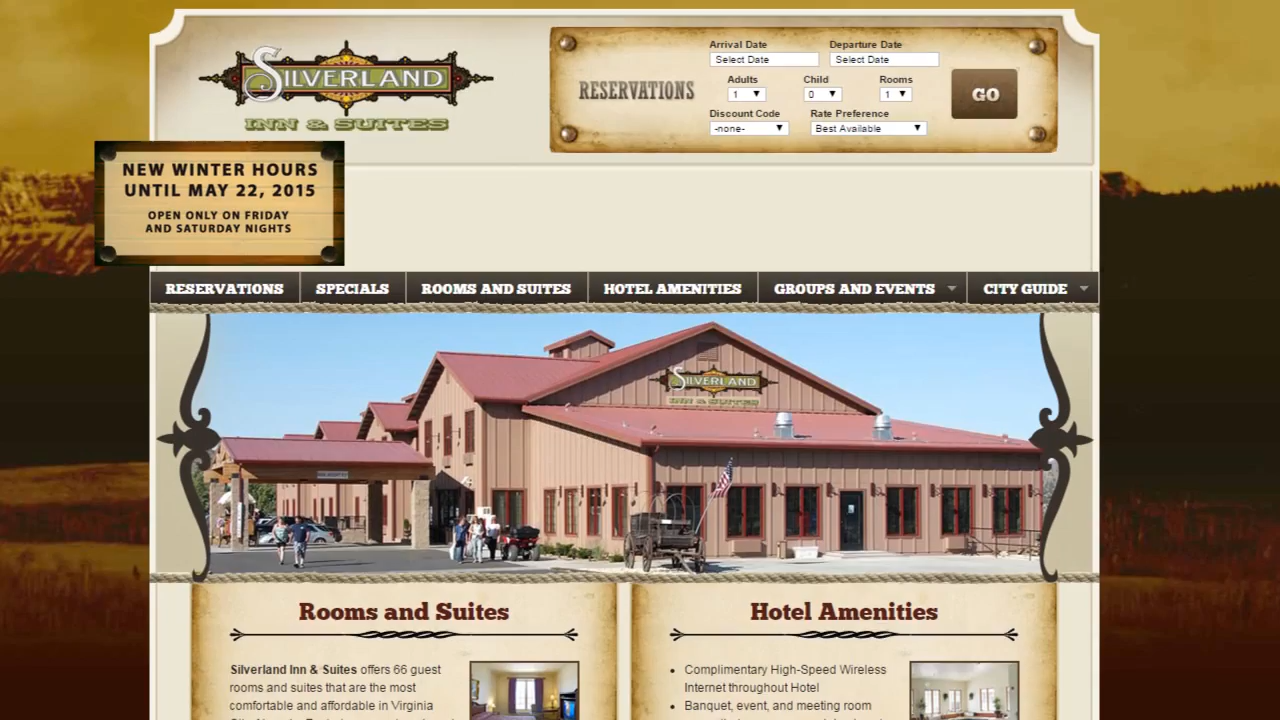 SILVERLAND
INN & SUITES
RESERVATIONS
Arrival Date
Departure Date
Select Date
Select Date
Adults
Child
Rooms
1
0
1
Discount Code
Rate Preference
-none-
Best Available
GO
NEW WINTER HOURS
UNTIL MAY 22, 2015
OPEN ONLY ON FRIDAY
AND SATURDAY NIGHTS
RESERVATIONS
SPECIALS
ROOMS AND SUITES
HOTEL AMENITIES
GROUPS AND EVENTS
CITY GUIDE
SILVERLAND
INN & SUITES
Rooms and Suites
Silverland Inn & Suites offers 66 guest
rooms and suites that are the most
comfortable and affordable in Virginia
Hotel Amenities
Complimentary High-Speed Wireless
Internet throughout Hotel
Banquet, event, and meeting room